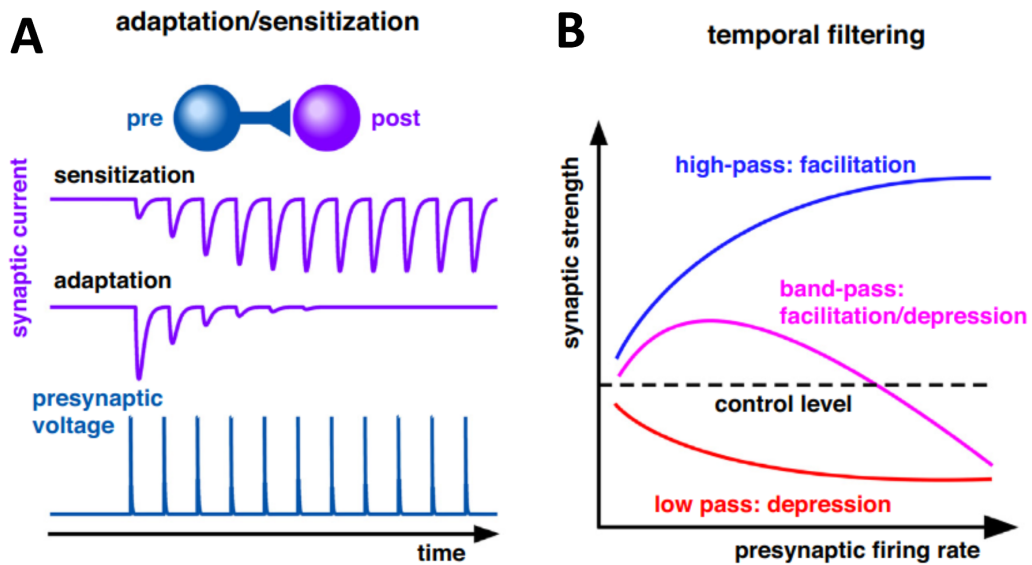 A
adaptation/sensitization
pre
post
synaptic current
sensitization
adaptation
presynaptic
voltage
time
B
temporal filtering
synaptic strength
high-pass: facilitation
band-pass:
facilitation/depression
control level
low pass: depression
presynaptic firing rate